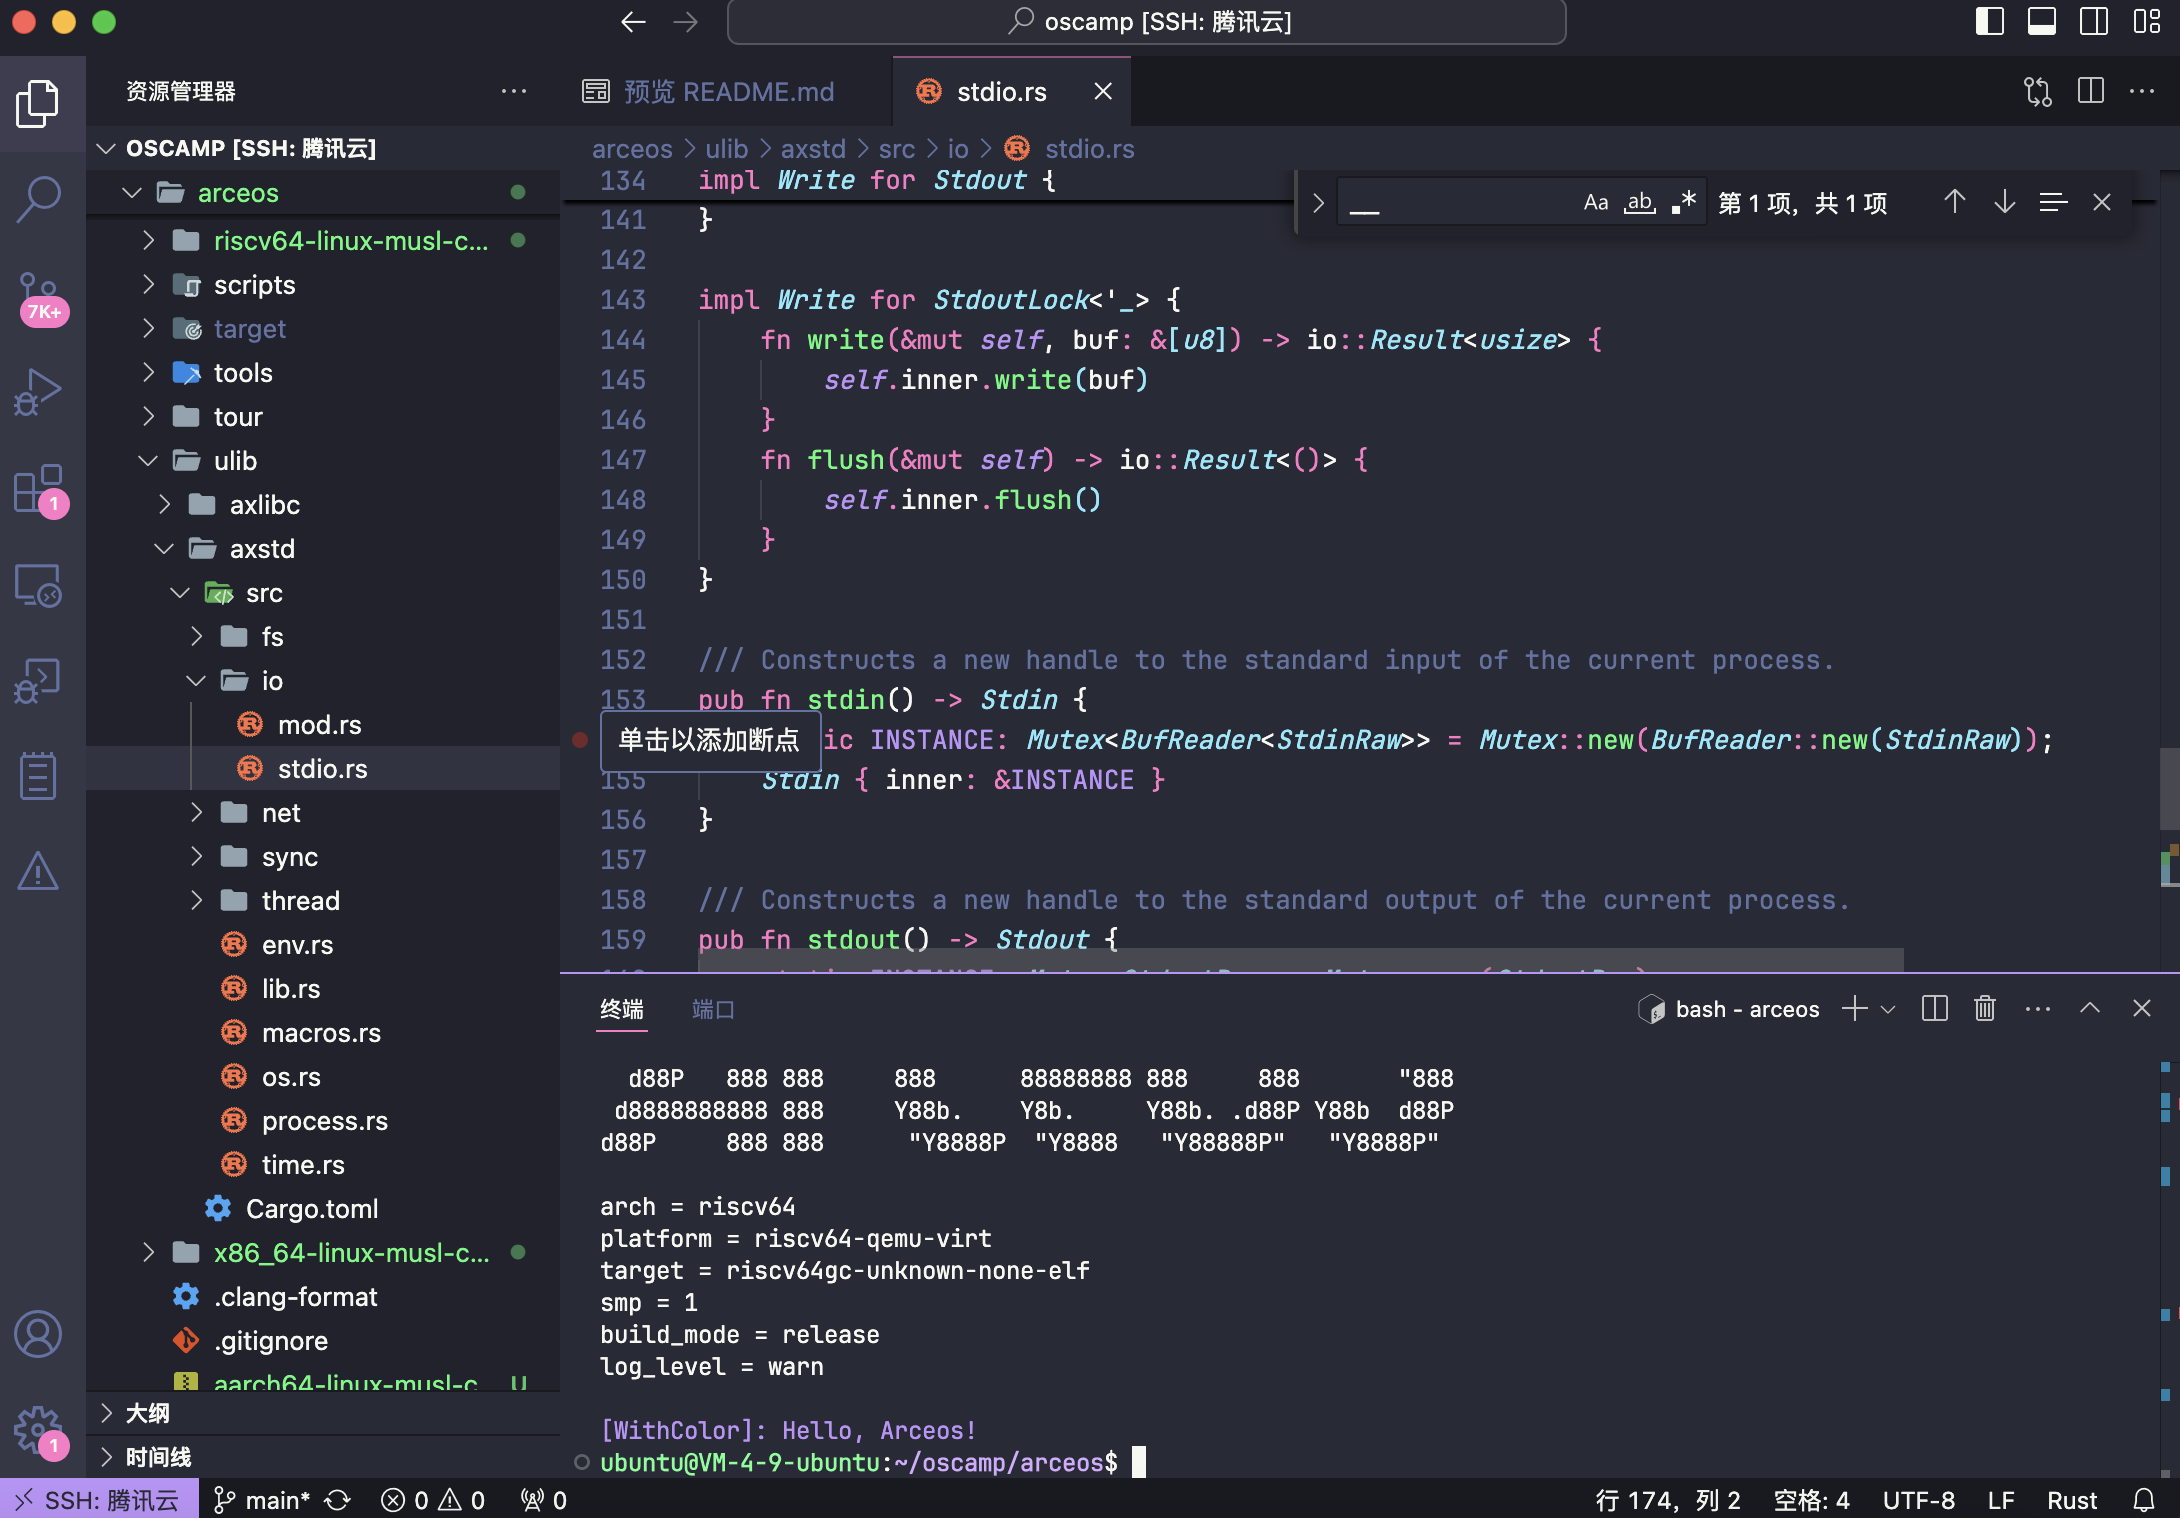 oscamp [SSH: 腾讯云]
资源管理器
预览 README.md
stdio.rs
OSCAMP [SSH: 腾讯云]
arceos
riscv64-linux-musl-c...
scripts
target
tools
tour
ulib
axlibc
axstd
src
fs
io
mod.rs
stdio.rs
net
sync
thread
env.rs
lib.rs
macros.rs
os.rs
process.rs
time.rs
Cargo.toml
x86_64-linux-musl-c...
.clang-format
.gitignore
aarch64-linux-musl-c U
大纲
时间线
7K+
1
1
arceos > ulib > axstd > src > io > stdio.rs
__ Aa ab .* 第 1 项，共 1 项
134 impl Write for Stdout {
141 }
142
143 impl Write for StdoutLock<'_> {
144 fn write(&mut self, buf: &[u8]) -> io::Result<usize> {
145 self.inner.write(buf)
146 }
147 fn flush(&mut self) -> io::Result<()> {
148 self.inner.flush()
149 }
150 }
151
152 /// Constructs a new handle to the standard input of the current process.
153 pub fn stdin() -> Stdin {
单击以添加断点
ic INSTANCE: Mutex<BufReader<StdinRaw>> = Mutex::new(BufReader::new(StdinRaw));
155 Stdin { inner: &INSTANCE }
156 }
157
158 /// Constructs a new handle to the standard output of the current process.
159 pub fn stdout() -> Stdout {
终端 端口
bash - arceos
d88P   888 888     888      88888888 888     888       "888
d8888888888 888     Y88b.    Y8b.     Y88b. .d88P Y88b  d88P
d88P     888 888      "Y8888P  "Y8888   "Y88888P"   "Y8888P"
arch = riscv64
platform = riscv64-qemu-virt
target = riscv64gc-unknown-none-elf
smp = 1
build_mode = release
log_level = warn
[WithColor]: Hello, Arceos!
ubuntu@VM-4-9-ubuntu:~/oscamp/arceos$
SSH: 腾讯云 main* 0 0 0
行 174，列 2 空格: 4 UTF-8 LF Rust